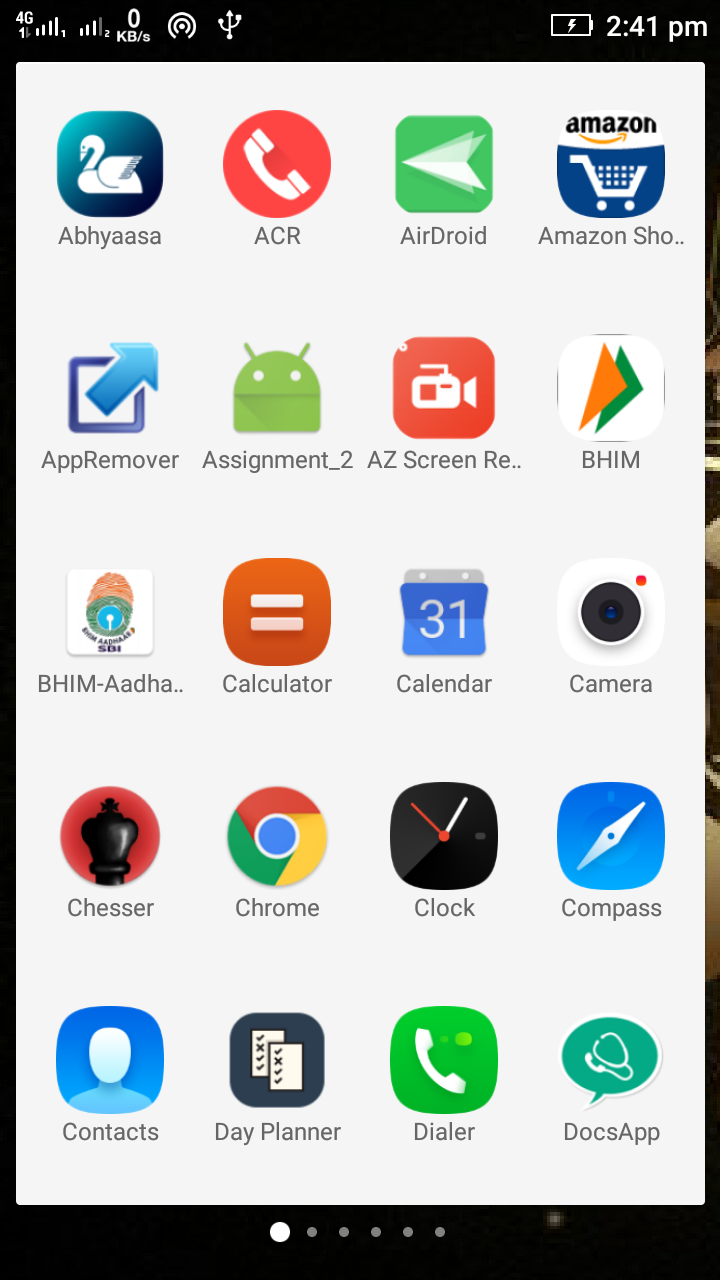 4G 1 1 2 0 KB/s 2:41 pm
amazon
Abhyaasa ACR AirDroid Amazon Sho..
AppRemover Assignment_2 AZ Screen Re.. BHIM
31
BHIM AADHAAR
SBI
BHIM-Aadha.. Calculator Calendar Camera
Chesser Chrome Clock Compass
Contacts Day Planner Dialer DocsApp